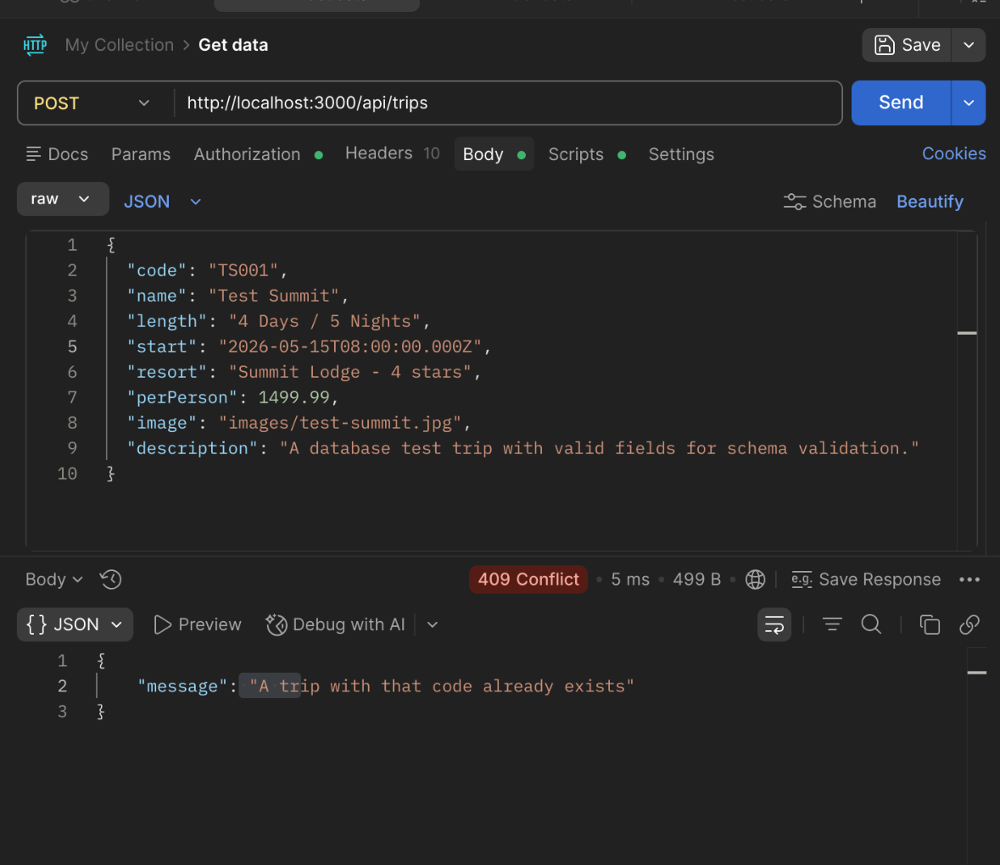 HTTP My Collection > Get data Save
POST http://localhost:3000/api/trips Send
Docs Params Authorization Headers 10 Body Scripts Settings Cookies
raw JSON Schema Beautify
1 {
2 "code": "TS001",
3 "name": "Test Summit",
4 "length": "4 Days / 5 Nights",
5 "start": "2026-05-15T08:00:00.000Z",
6 "resort": "Summit Lodge - 4 stars",
7 "perPerson": 1499.99,
8 "image": "images/test-summit.jpg",
9 "description": "A database test trip with valid fields for schema validation."
10 }
Body 409 Conflict • 5 ms • 499 B • e.g. Save Response
{} JSON Preview Debug with AI
1 {
2 "message": "A trip with that code already exists"
3 }